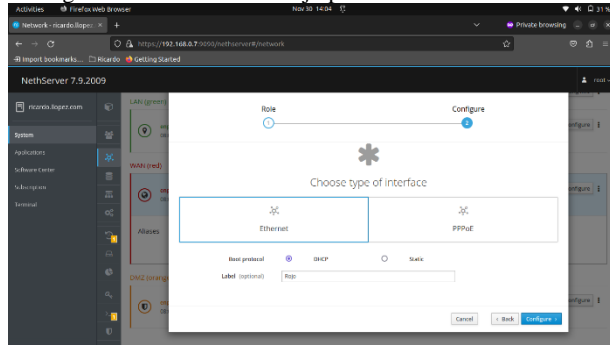 Activities Firefox Web Browser Nov 30 14:04 31%
Network - ricardo.llopez. × + Private browsing
https://192.168.0.7:9090/nethserver#/network
Import bookmarks... Ricardo Getting Started
NethServer 7.9.2009 root
ricardo.llopez.com
System
Applications
Software Center
Subscription
Terminal
LAN (green)
WAN (red)
Aliases
DMZ (orange)
Role Configure
1 2
Choose type of interface
Ethernet PPPoE
Boot protocol DHCP Static
Label (optional) Rojo
Cancel < Back Configure >